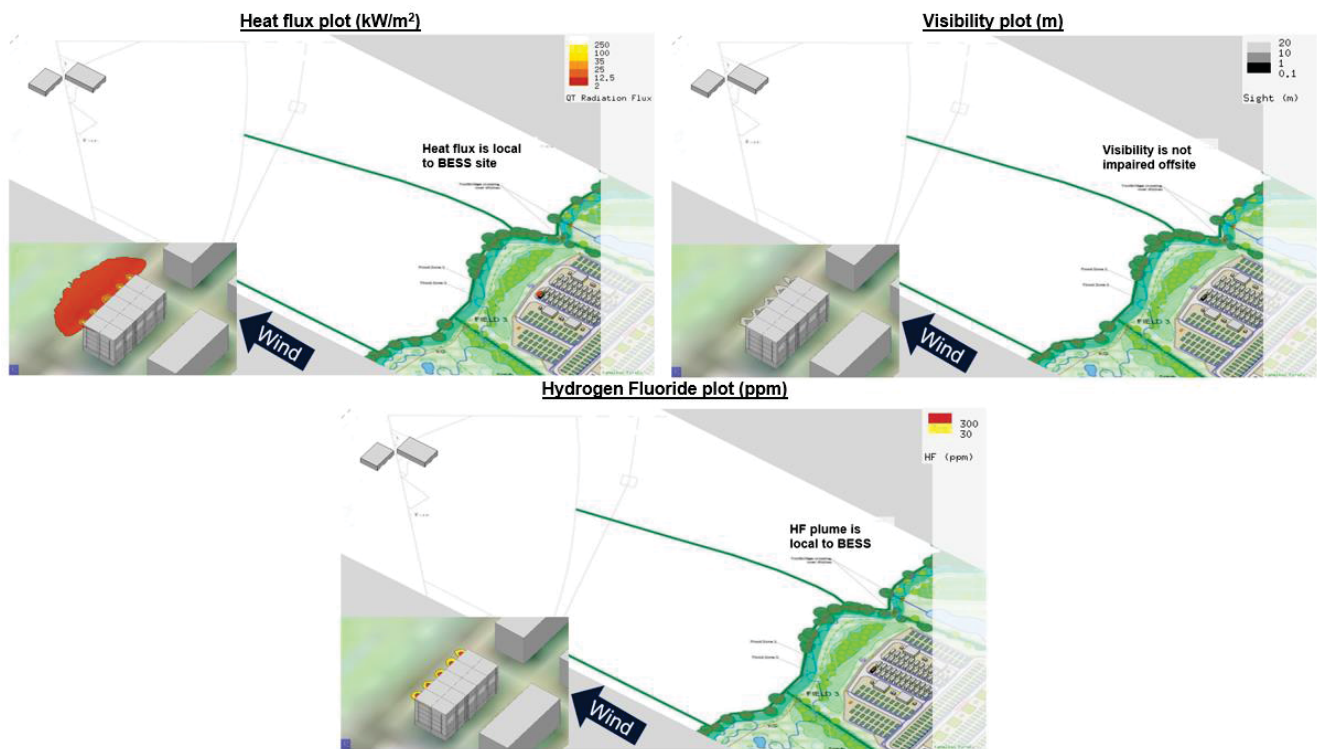 Heat flux plot (kW/m²)
250
100
35
25
12.5
2
QT Radiation Flux
Heat flux is local
to BESS site
FIELD 3
Wind
Visibility plot (m)
20
10
1
0.1
Sight (m)
Visibility is not
impaired offsite
FIELD 3
Wind
Hydrogen Fluoride plot (ppm)
300
30
HF (ppm)
HF plume is
local to BESS
FIELD 3
Wind